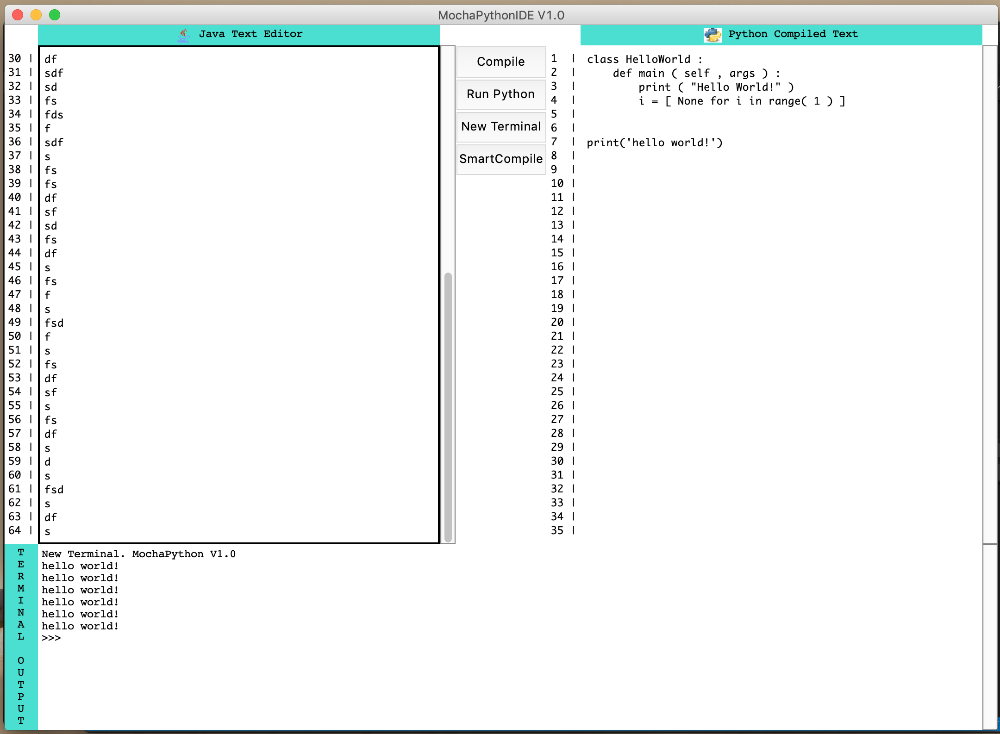 MochaPythonIDE V1.0
Java Text Editor
30 | df
31 | sdf
32 | sd
33 | fs
34 | fds
35 | f
36 | sdf
37 | s
38 | fs
39 | fs
40 | df
41 | sf
42 | sd
43 | fs
44 | df
45 | s
46 | fs
47 | f
48 | s
49 | fsd
50 | f
51 | s
52 | fs
53 | df
54 | sf
55 | s
56 | fs
57 | df
58 | s
59 | d
60 | s
61 | fsd
62 | s
63 | df
64 | s
Compile
Run Python
New Terminal
SmartCompile
Python Compiled Text
1 | class HelloWorld :
2 |     def main ( self , args ) :
3 |         print ( "Hello World!" )
4 |         i = [ None for i in range( 1 ) ]
5 |
6 |
7 | print('hello world!')
8 |
9 |
10 |
11 |
12 |
13 |
14 |
15 |
16 |
17 |
18 |
19 |
20 |
21 |
22 |
23 |
24 |
25 |
26 |
27 |
28 |
29 |
30 |
31 |
32 |
33 |
34 |
35 |
TERMINAL OUTPUT
New Terminal. MochaPython V1.0
hello world!
hello world!
hello world!
hello world!
hello world!
hello world!
>>>